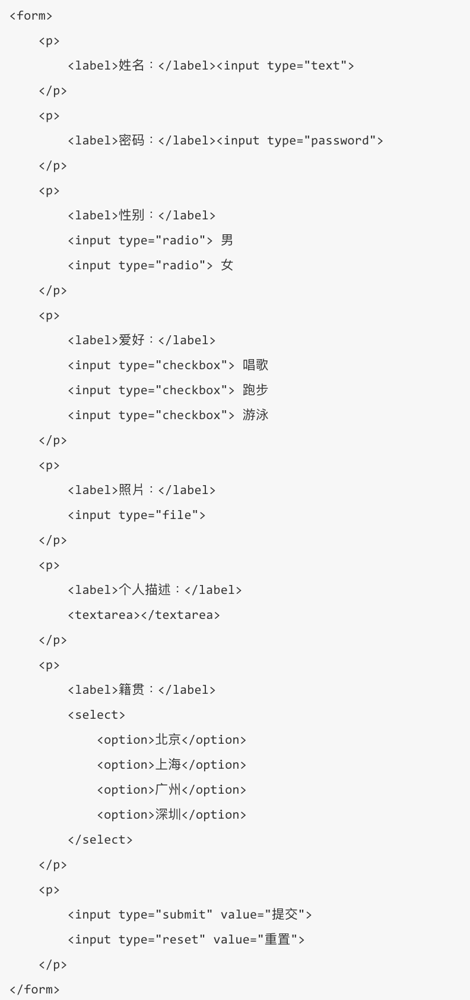 <form>
    <p>
        <label>姓名：</label><input type="text">
    </p>
    <p>
        <label>密码：</label><input type="password">
    </p>
    <p>
        <label>性别：</label>
        <input type="radio"> 男
        <input type="radio"> 女
    </p>
    <p>
        <label>爱好：</label>
        <input type="checkbox"> 唱歌
        <input type="checkbox"> 跑步
        <input type="checkbox"> 游泳
    </p>
    <p>
        <label>照片：</label>
        <input type="file">
    </p>
    <p>
        <label>个人描述：</label>
        <textarea></textarea>
    </p>
    <p>
        <label>籍贯：</label>
        <select>
            <option>北京</option>
            <option>上海</option>
            <option>广州</option>
            <option>深圳</option>
        </select>
    </p>
    <p>
        <input type="submit" value="提交">
        <input type="reset" value="重置">
    </p>
</form>